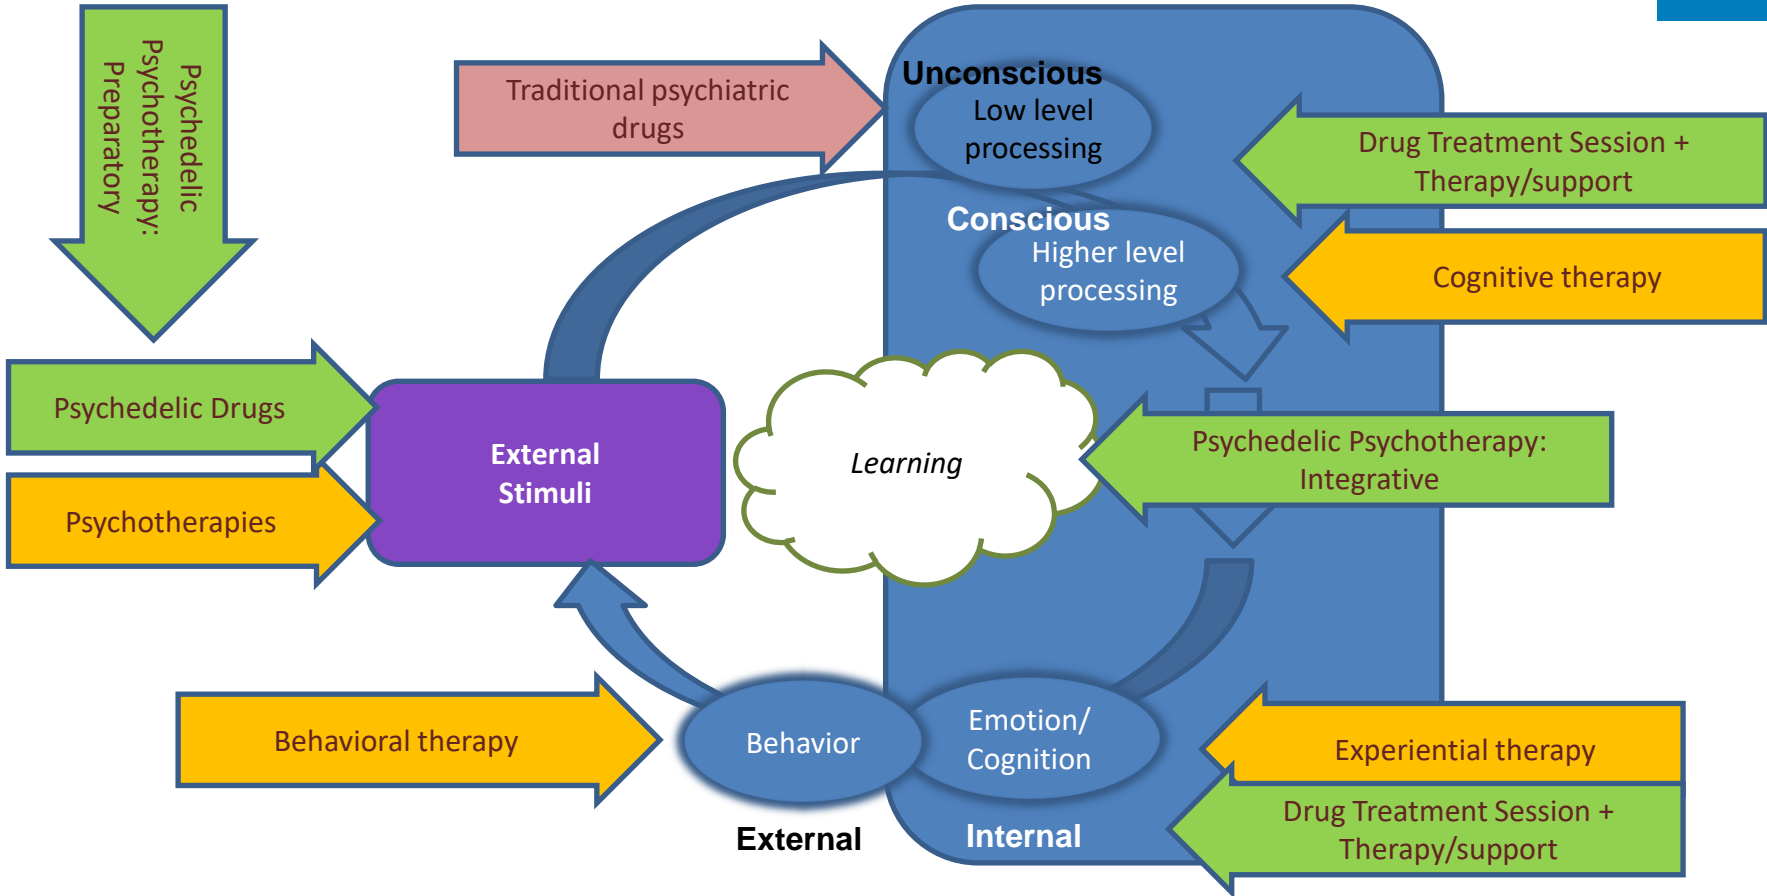 Psychedelic
Psychotherapy:
Preparatory
Traditional psychiatric
drugs
Unconscious
Low level
processing
Drug Treatment Session +
Therapy/support
Conscious
Higher level
processing
Cognitive therapy
Psychedelic Drugs
External
Stimuli
Learning
Psychedelic Psychotherapy:
Integrative
Psychotherapies
Behavioral therapy
Behavior
Emotion/
Cognition
Experiential therapy
Drug Treatment Session +
Therapy/support
External
Internal